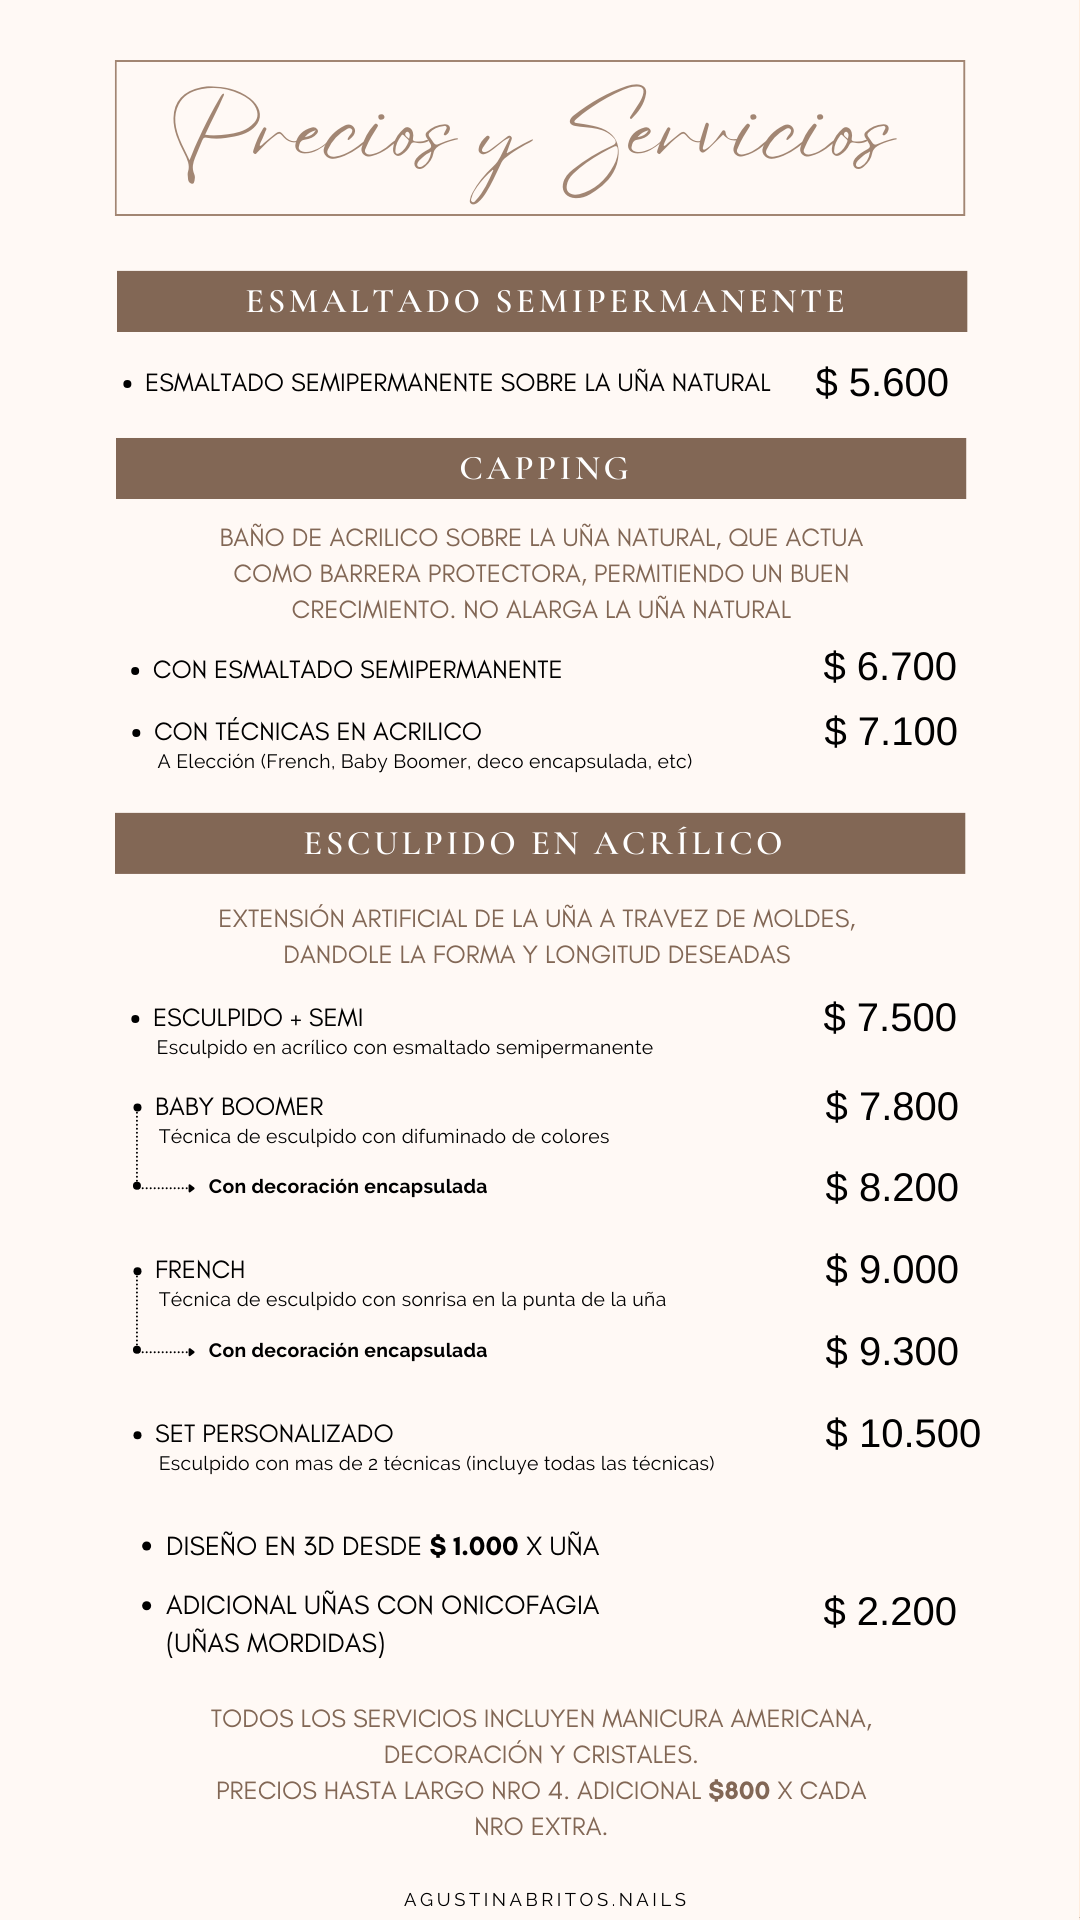 Precios y Servicios
ESMALTADO SEMIPERMANENTE
• ESMALTADO SEMIPERMANENTE SOBRE LA UÑA NATURAL $ 5.600
CAPPING
BAÑO DE ACRILICO SOBRE LA UÑA NATURAL, QUE ACTUA
COMO BARRERA PROTECTORA, PERMITIENDO UN BUEN
CRECIMIENTO. NO ALARGA LA UÑA NATURAL
• CON ESMALTADO SEMIPERMANENTE $ 6.700
• CON TÉCNICAS EN ACRILICO $ 7.100
A Elección (French, Baby Boomer, deco encapsulada, etc)
ESCULPIDO EN ACRÍLICO
EXTENSIÓN ARTIFICIAL DE LA UÑA A TRAVEZ DE MOLDES,
DANDOLE LA FORMA Y LONGITUD DESEADAS
• ESCULPIDO + SEMI $ 7.500
Esculpido en acrílico con esmaltado semipermanente
• BABY BOOMER $ 7.800
Técnica de esculpido con difuminado de colores
Con decoración encapsulada $ 8.200
• FRENCH $ 9.000
Técnica de esculpido con sonrisa en la punta de la uña
Con decoración encapsulada $ 9.300
• SET PERSONALIZADO $ 10.500
Esculpido con mas de 2 técnicas (incluye todas las técnicas)
• DISEÑO EN 3D DESDE $ 1.000 X UÑA
• ADICIONAL UÑAS CON ONICOFAGIA $ 2.200
(UÑAS MORDIDAS)
TODOS LOS SERVICIOS INCLUYEN MANICURA AMERICANA,
DECORACIÓN Y CRISTALES.
PRECIOS HASTA LARGO NRO 4. ADICIONAL $800 X CADA
NRO EXTRA.
AGUSTINABRITOS.NAILS